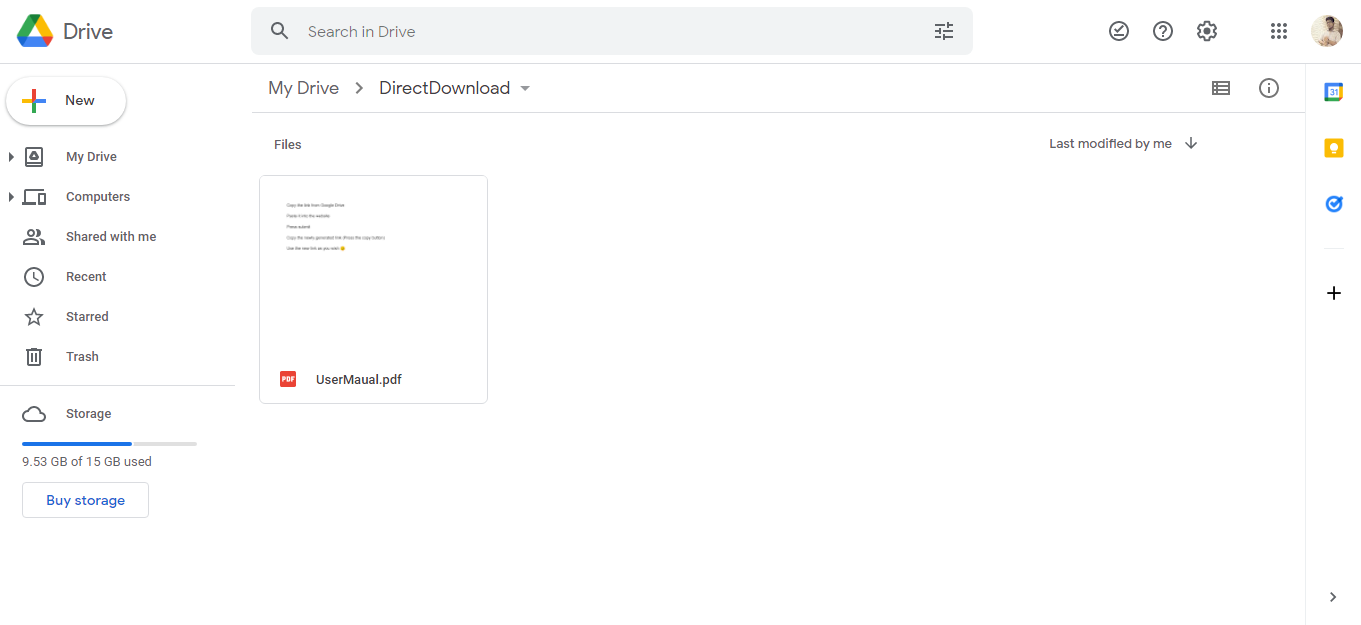 Drive
Search in Drive
New
My Drive
DirectDownload
My Drive
Computers
Shared with me
Recent
Starred
Trash
Storage
9.53 GB of 15 GB used
Buy storage
Files
Last modified by me
Copy the link from Google Drive
Paste it into the website
Press submit
Copy the newly generated link (Press the copy button)
Use the new link as you wish 😀
PDF
UserMaual.pdf
31